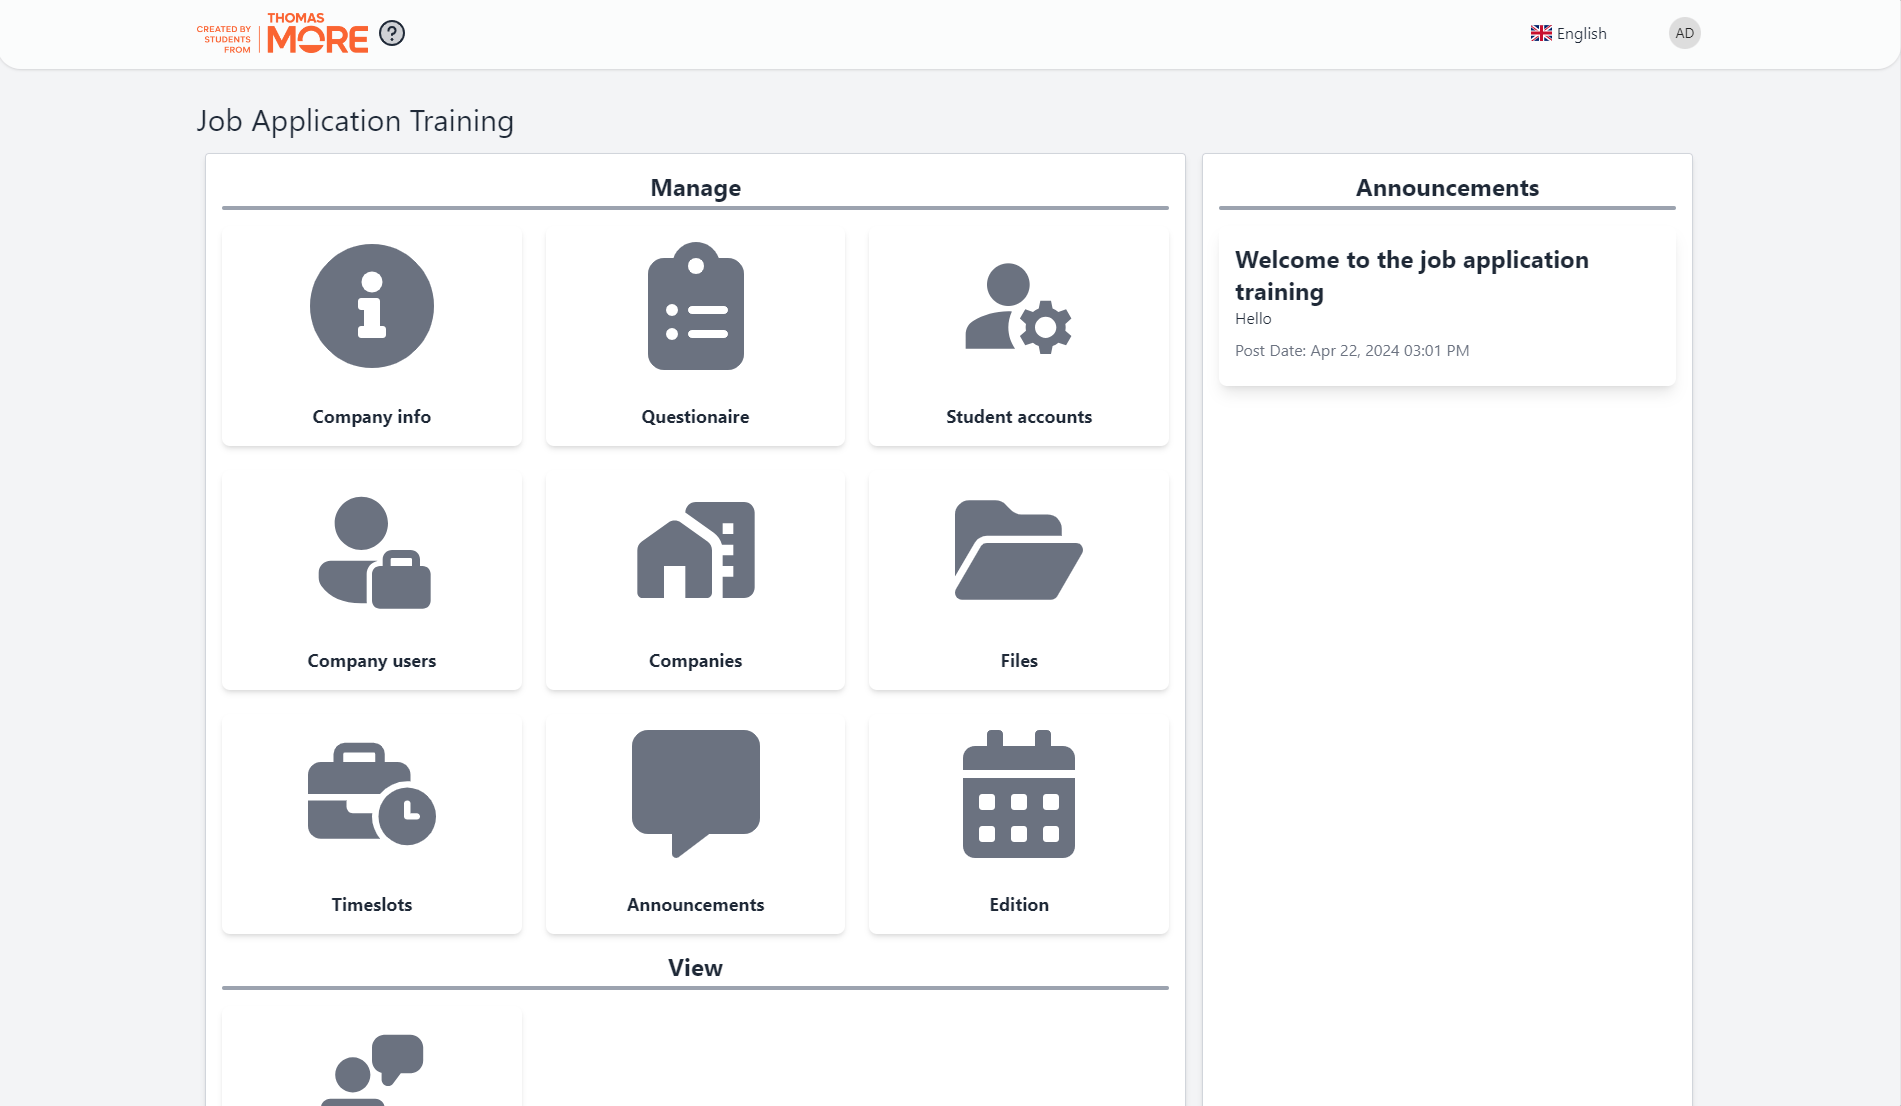 CREATED BY
STUDENTS
FROM
THOMAS
MORE
?
English
AD
Job Application Training
Manage
Company info
Questionaire
Student accounts
Company users
Companies
Files
Timeslots
Announcements
Edition
View
Announcements
Welcome to the job application
training
Hello
Post Date: Apr 22, 2024 03:01 PM